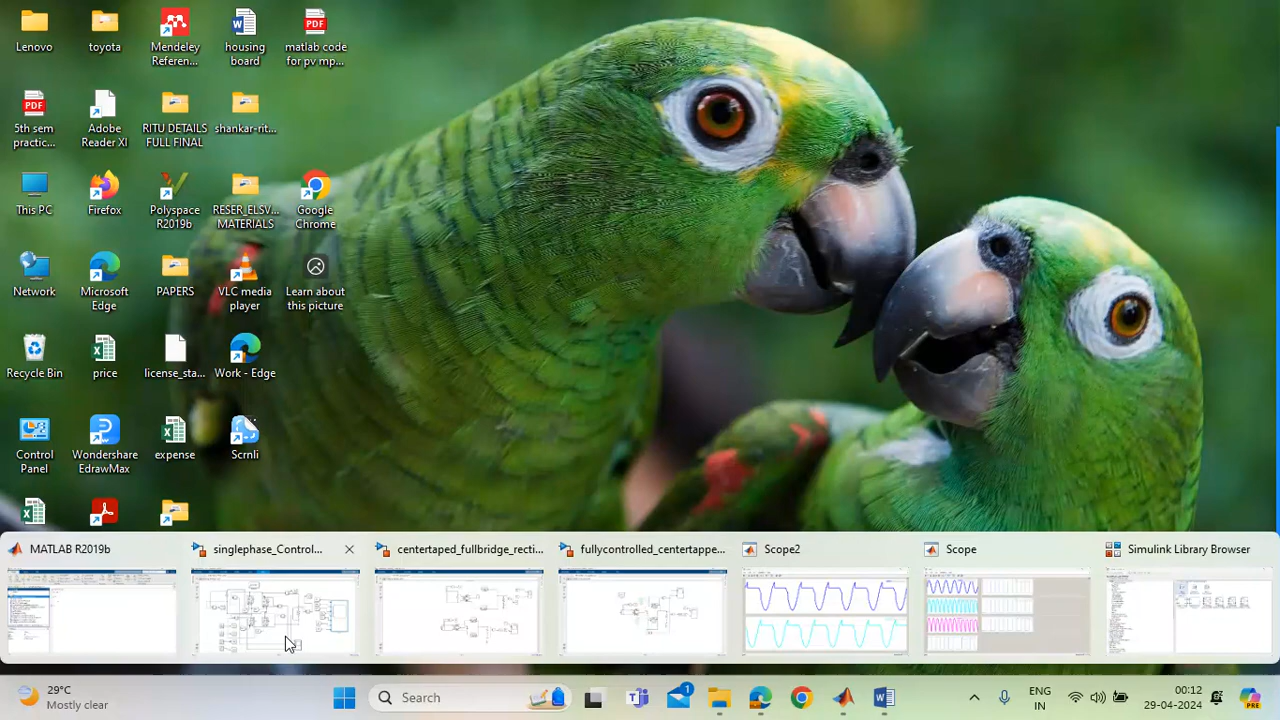 Lenovo
toyota
Mendeley
Referen...
housing
board
matlab code
for pv mp...
5th sem
practic...
Adobe
Reader XI
RITU DETAILS
FULL FINAL
shankar-rit...
This PC
Firefox
Polyspace
R2019b
RESER_ELSV...
MATERIALS
Google
Chrome
Network
Microsoft
Edge
PAPERS
VLC media
player
Learn about
this picture
Recycle Bin
price
license_sta...
Work - Edge
Control
Panel
Wondershare
EdrawMax
expense
Scrnli
MATLAB R2019b
singlephase_Control...
centertaped_fullbridge_recti...
fullycontrolled_centertappe...
Scope2
Scope
Simulink Library Browser
29°C
Mostly clear
Search
1
ENG
IN
00:12
29-04-2024
PRE